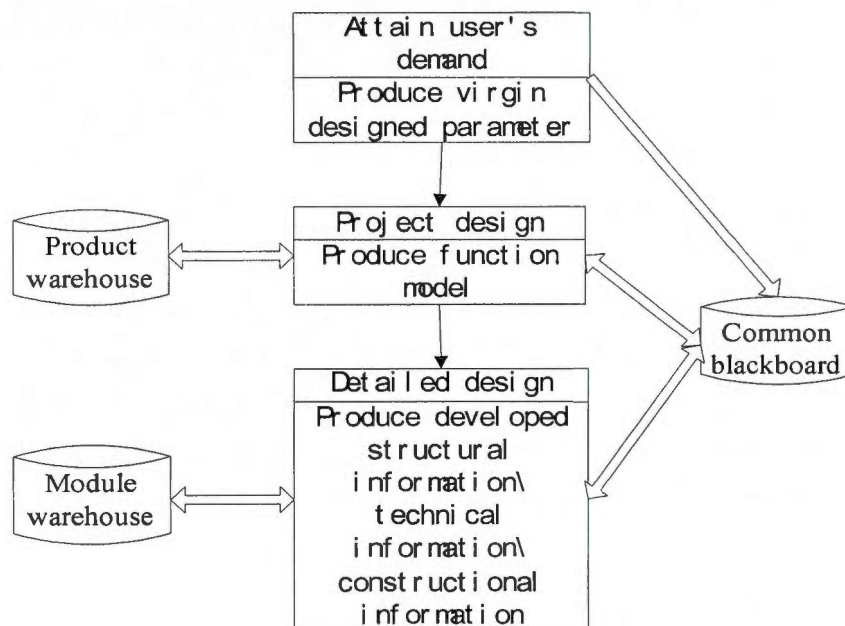 Attain user's
demand
Produce virgin
designed parameter
Project design
Produce function
model
Product
warehouse
Common
blackboard
Detailed design
Produce developed
structural
information\
technical
information\
constructional
information
Module
warehouse